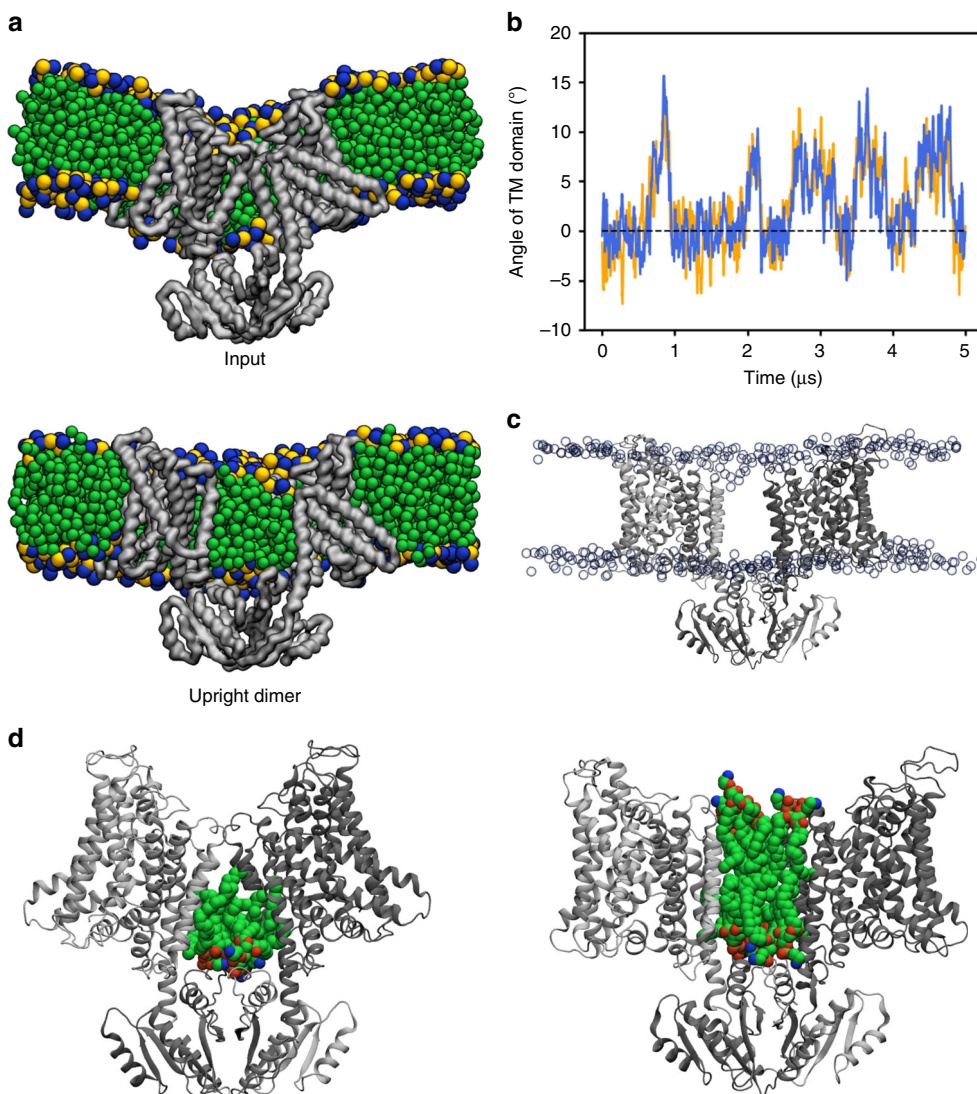 a
Input
Upright dimer
b
Angle of TM domain (°)
20
15
10
5
0
–5
–10
0 1 2 3 4 5
Time (μs)
c
d